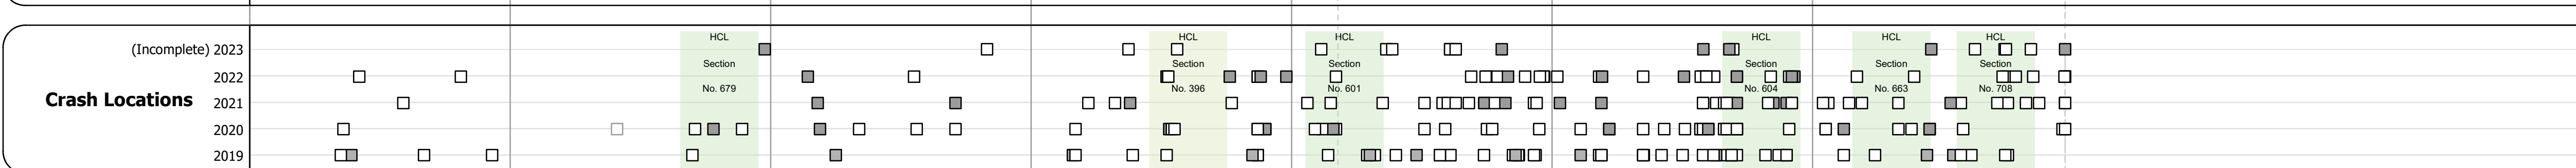 Crash Locations
(Incomplete) 2023
2022
2021
2020
2019
HCL
Section
No. 679
HCL
Section
No. 396
HCL
Section
No. 601
HCL
Section
No. 604
HCL
Section
No. 663
HCL
Section
No. 708